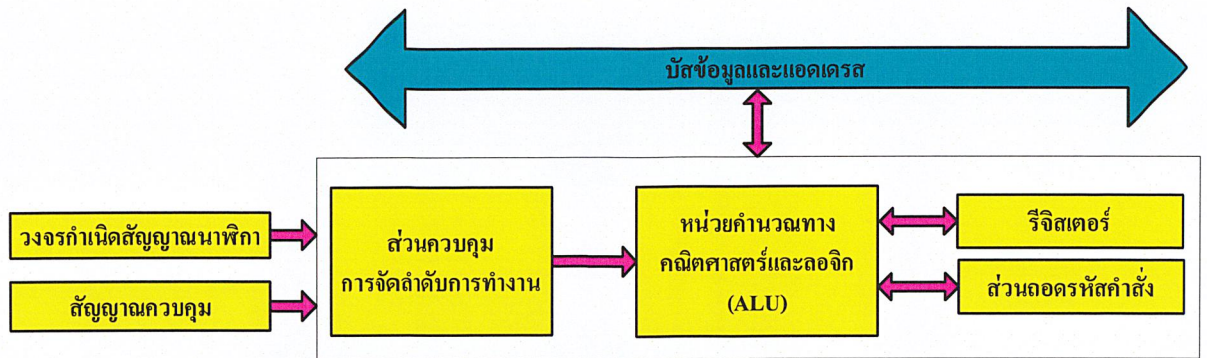 บัสข้อมูลและแอดเดรส
วงจรกำเนิดสัญญาณนาฬิกา
สัญญาณควบคุม
ส่วนควบคุม
การจัดลำดับการทำงาน
หน่วยคำนวณทาง
คณิตศาสตร์และลอจิก
(ALU)
รีจิสเตอร์
ส่วนถอดรหัสคำสั่ง